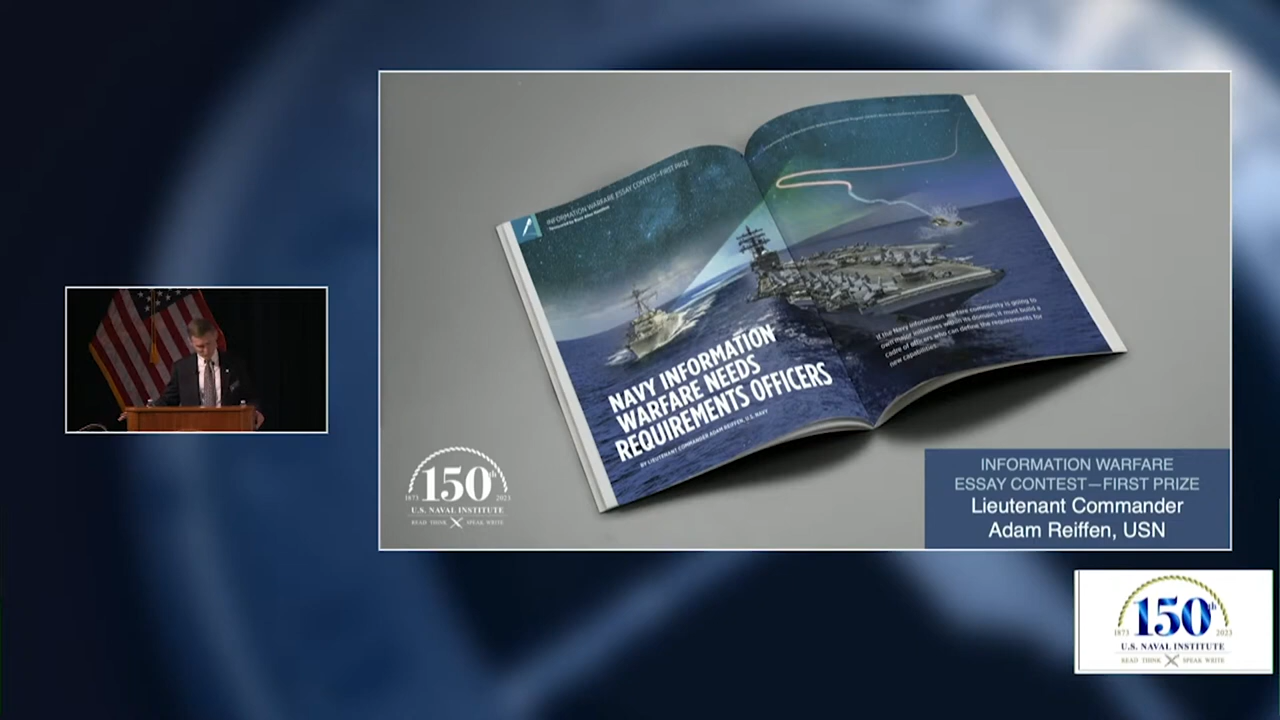 INFORMATION WARFARE ESSAY CONTEST—FIRST PRIZE
NAVY INFORMATION
WARFARE NEEDS
REQUIREMENTS OFFICERS
BY LIEUTENANT COMMANDER ADAM REIFFEN, U.S. NAVY
If the Navy information warfare community is going to
own major initiatives within its domain, it must build a
cadre of officers who can define the requirements for
new capabilities.
150th
1873 2023
U.S. NAVAL INSTITUTE
READ THINK SPEAK WRITE
INFORMATION WARFARE
ESSAY CONTEST—FIRST PRIZE
Lieutenant Commander
Adam Reiffen, USN
150th
1873 2023
U.S. NAVAL INSTITUTE
READ THINK SPEAK WRITE